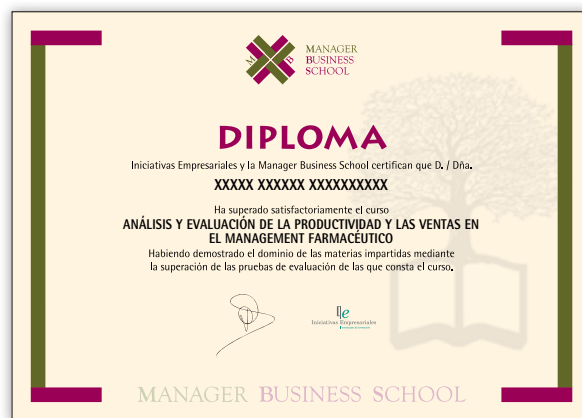 M B S
MANAGER
BUSINESS
SCHOOL
DIPLOMA
Iniciativas Empresariales y la Manager Business School certifican que D. / Dña.
XXXXX XXXXXX XXXXXXXXXX
Ha superado satisfactoriamente el curso
ANÁLISIS Y EVALUACIÓN DE LA PRODUCTIVIDAD Y LAS VENTAS EN
EL MANAGEMENT FARMACÉUTICO
Habiendo demostrado el dominio de las materias impartidas mediante
la superación de las pruebas de evaluación de las que consta el curso.
Iniciativas Empresariales
MANAGER BUSINESS SCHOOL